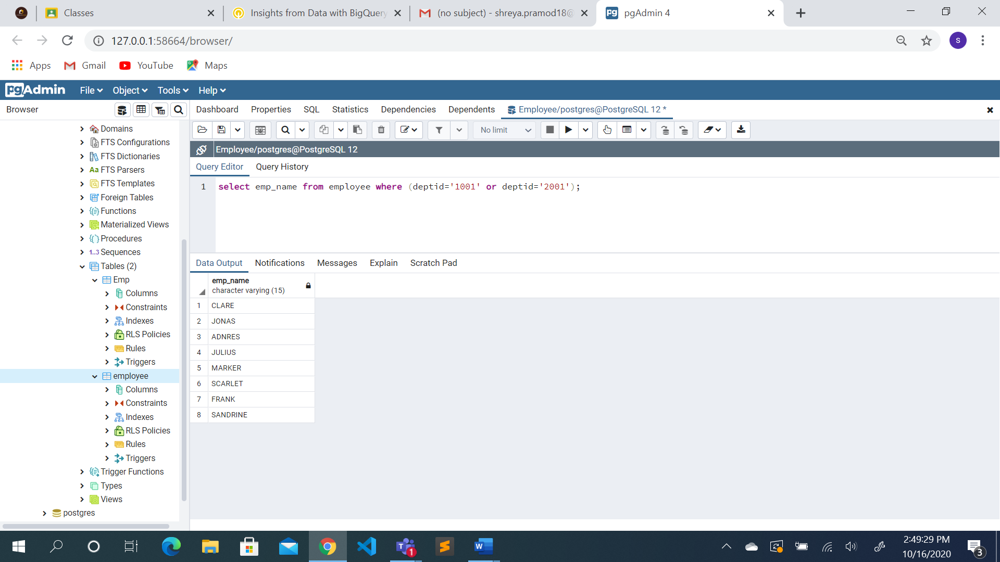 Classes
Insights from Data with BigQuery
(no subject) - shreya.pramod18@
pg pgAdmin 4
127.0.0.1:58664/browser/
S
Apps Gmail YouTube Maps
pgAdmin File Object Tools Help
Browser
Dashboard Properties SQL Statistics Dependencies Dependents Employee/postgres@PostgreSQL 12 *
No limit
Employee/postgres@PostgreSQL 12
Query Editor Query History
1 select emp_name from employee where (deptid='1001' or deptid='2001');
Domains
FTS Configurations
FTS Dictionaries
Aa FTS Parsers
FTS Templates
Foreign Tables
Functions
Materialized Views
Procedures
1..3 Sequences
Tables (2)
Emp
Columns
Constraints
Indexes
RLS Policies
Rules
Triggers
employee
Columns
Constraints
Indexes
RLS Policies
Rules
Triggers
Trigger Functions
Types
Views
postgres
Data Output Notifications Messages Explain Scratch Pad
emp_name
character varying (15)
1 CLARE
2 JONAS
3 ADNRES
4 JULIUS
5 MARKER
6 SCARLET
7 FRANK
8 SANDRINE
T 1
W
2:49:29 PM
10/16/2020
3